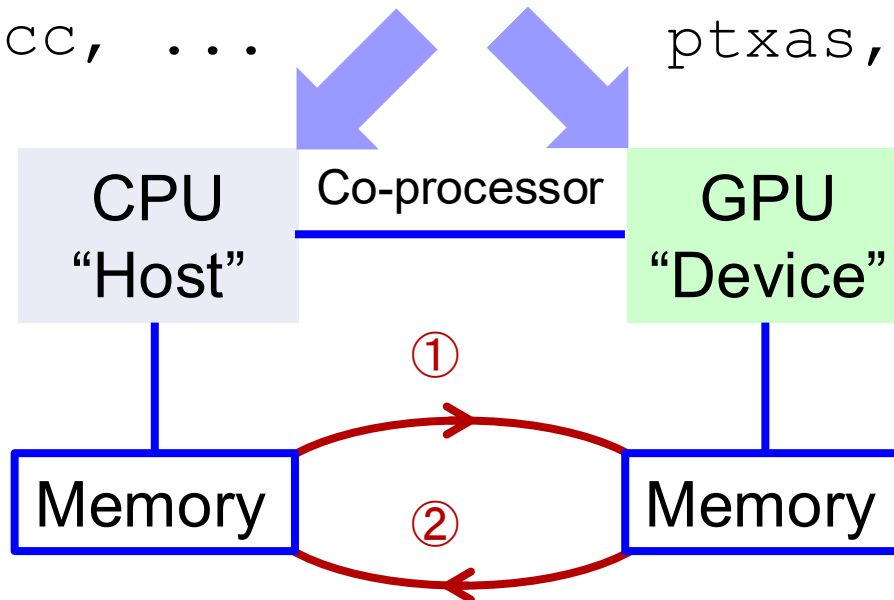 cc, ...
ptxas,
Co-processor
CPU
“Host”
GPU
“Device”
①
Memory
Memory
②